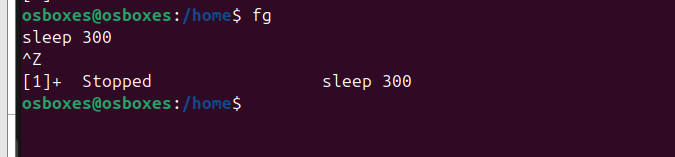 osboxes@osboxes:/home$ fg
sleep 300
^Z
[1]+  Stopped                 sleep 300
osboxes@osboxes:/home$